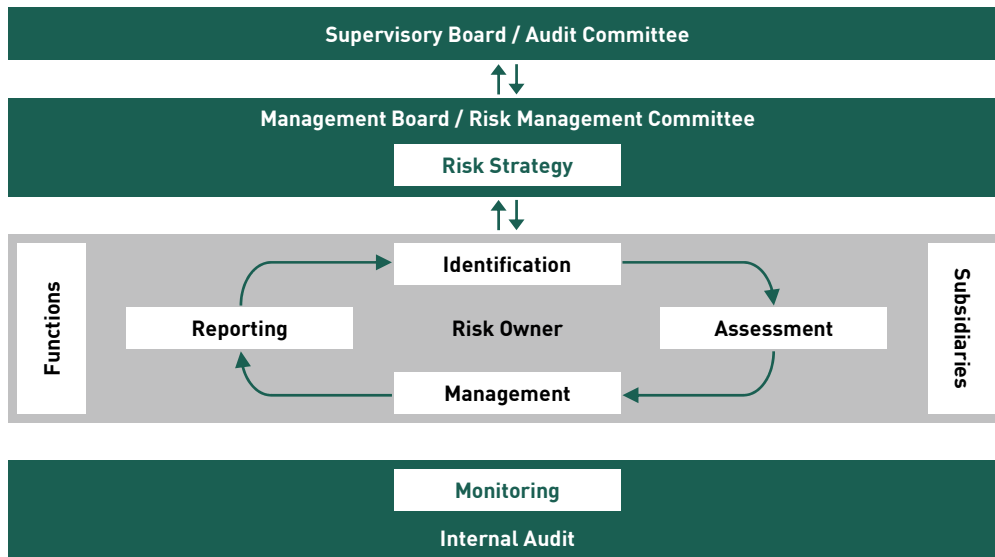 Supervisory Board / Audit Committee
Management Board / Risk Management Committee
Risk Strategy
Functions
Identification
Reporting
Risk Owner
Assessment
Management
Subsidiaries
Monitoring
Internal Audit